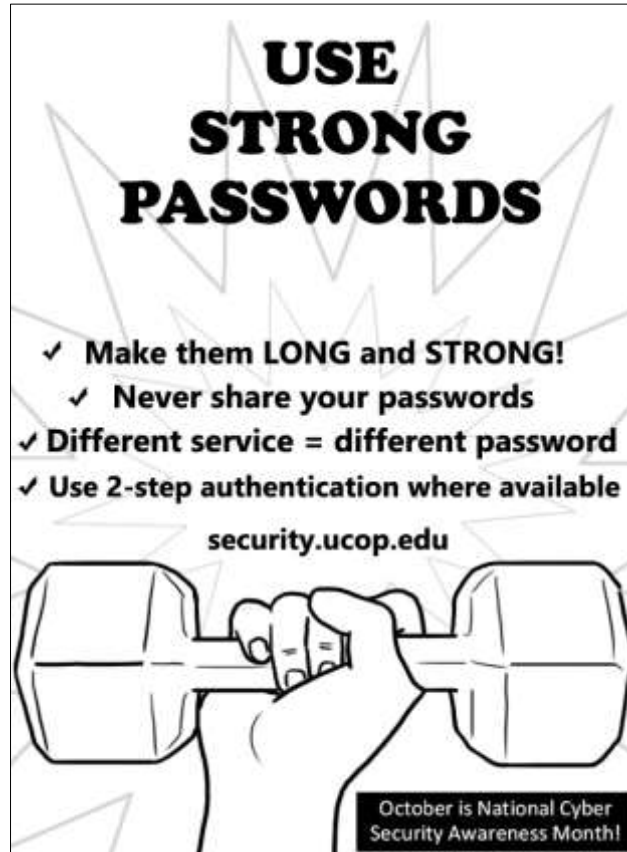 USE
STRONG
PASSWORDS
✓ Make them LONG and STRONG!
✓ Never share your passwords
✓ Different service = different password
✓ Use 2-step authentication where available
security.ucop.edu
October is National Cyber
Security Awareness Month!